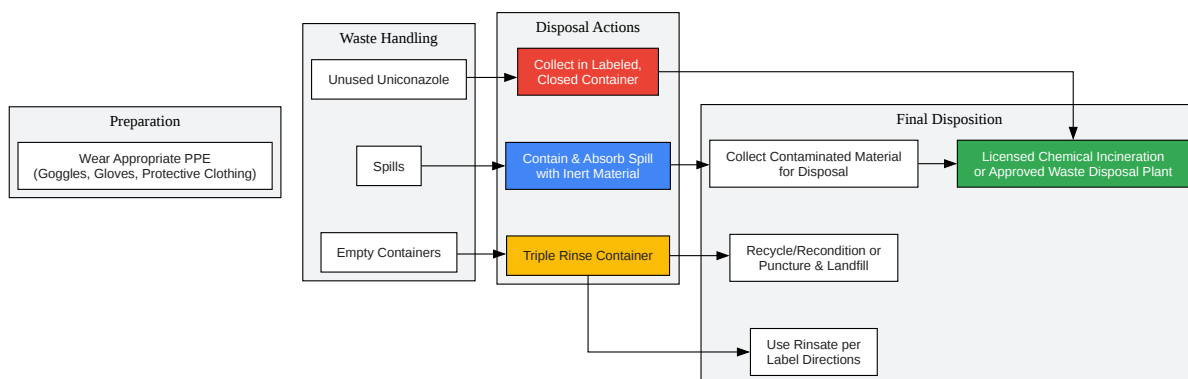 Preparation
Wear Appropriate PPE
(Goggles, Gloves, Protective Clothing)
Waste Handling
Unused Uniconazole
Spills
Empty Containers
Disposal Actions
Collect in Labeled,
Closed Container
Contain & Absorb Spill
with Inert Material
Triple Rinse Container
Final Disposition
Collect Contaminated Material
for Disposal
Licensed Chemical Incineration
or Approved Waste Disposal Plant
Recycle/Recondition or
Puncture & Landfill
Use Rinsate per
Label Directions